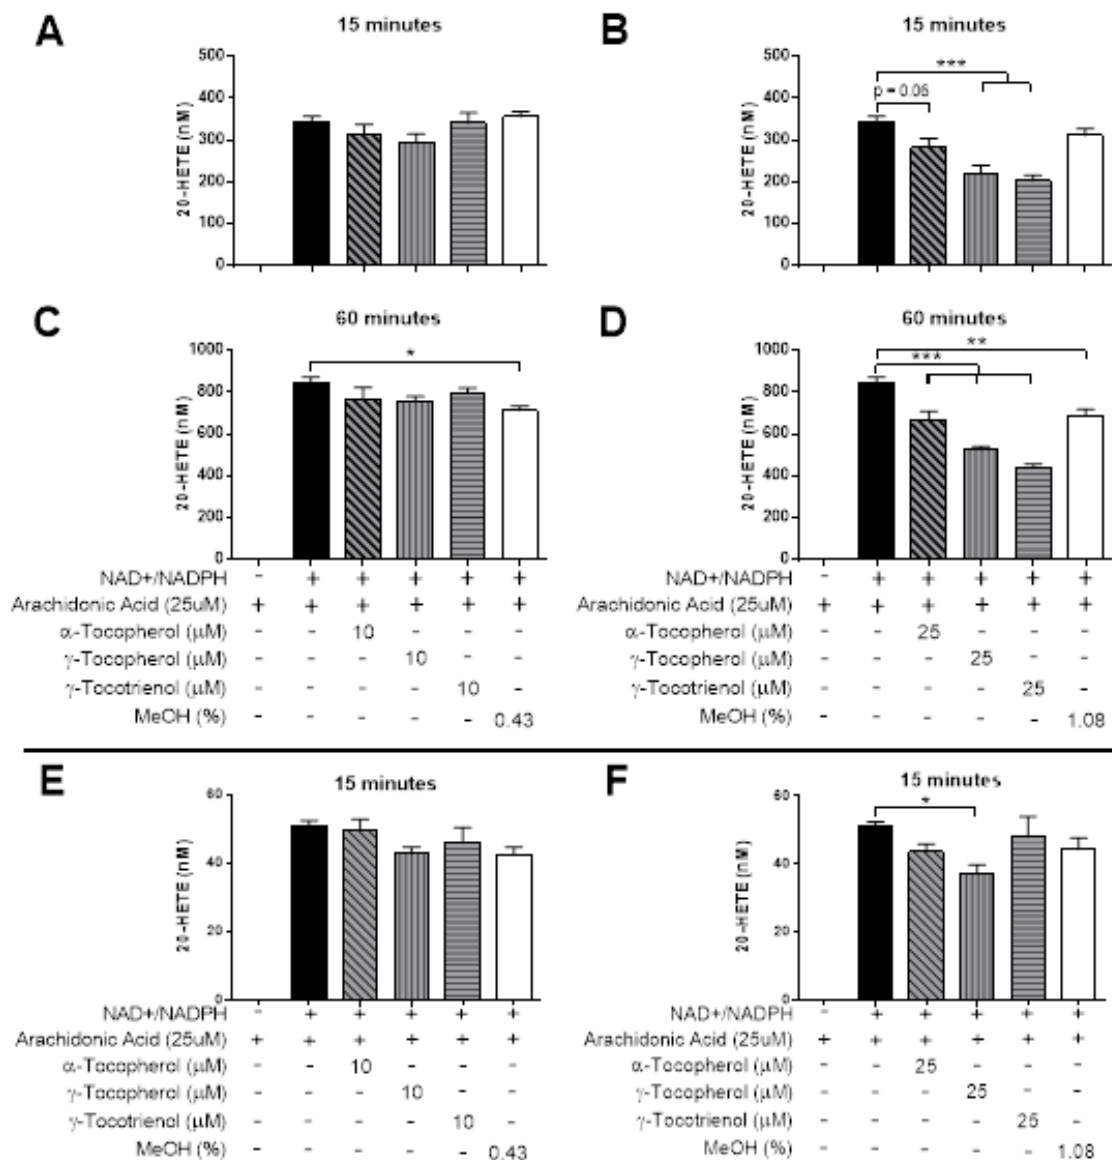 A
15 minutes
20-HETE (nM)
500
400
300
200
100
0
B
15 minutes
20-HETE (nM)
500
400
300
200
100
0
***
p = 0.05
C
60 minutes
20-HETE (nM)
1000
800
600
400
200
0
*
NAD+/NADPH - + + + + +
Arachidonic Acid (25uM) + + + + + +
α-Tocopherol (µM) - - 10 - - -
γ-Tocopherol (µM) - - - 10 - -
γ-Tocotrienol (µM) - - - - 10 -
MeOH (%) - - - - - 0.43
D
60 minutes
20-HETE (nM)
1000
800
600
400
200
0
**
***
NAD+/NADPH - + + + + +
Arachidonic Acid (25uM) + + + + + +
α-Tocopherol (µM) - - 25 - - -
γ-Tocopherol (µM) - - - 25 - -
γ-Tocotrienol (µM) - - - - 25 -
MeOH (%) - - - - - 1.08
E
15 minutes
20-HETE (nM)
60
40
20
0
NAD+/NADPH - + + + + +
Arachidonic Acid (25uM) + + + + + +
α-Tocopherol (µM) - - 10 - - -
γ-Tocopherol (µM) - - - 10 - -
γ-Tocotrienol (µM) - - - - 10 -
MeOH (%) - - - - - 0.43
F
15 minutes
20-HETE (nM)
60
40
20
0
*
NAD+/NADPH - + + + + +
Arachidonic Acid (25uM) + + + + + +
α-Tocopherol (µM) - - 25 - - -
γ-Tocopherol (µM) - - - 25 - -
γ-Tocotrienol (µM) - - - - 25 -
MeOH (%) - - - - - 1.08